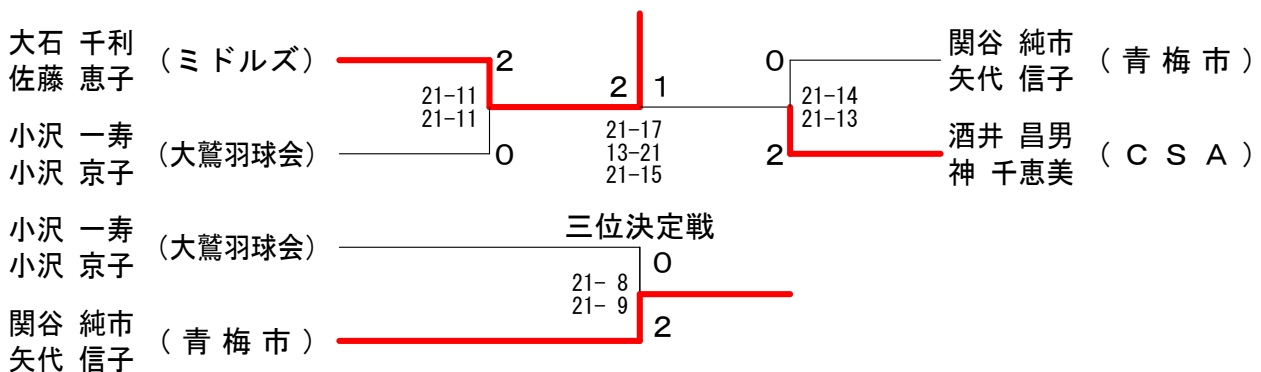 大石 千利
佐藤 恵子
(ミドルズ)
2
21-11
21-11
0
小沢 一寿
小沢 京子
(大鷲羽球会)
2
1
21-17
13-21
21-15
0
21-14
21-13
2
関谷 純市
矢代 信子
(青梅市)
酒井 昌男
神 千恵美
(CSA)
三位決定戦
小沢 一寿
小沢 京子
(大鷲羽球会)
0
21- 8
21- 9
2
関谷 純市
矢代 信子
(青梅市)